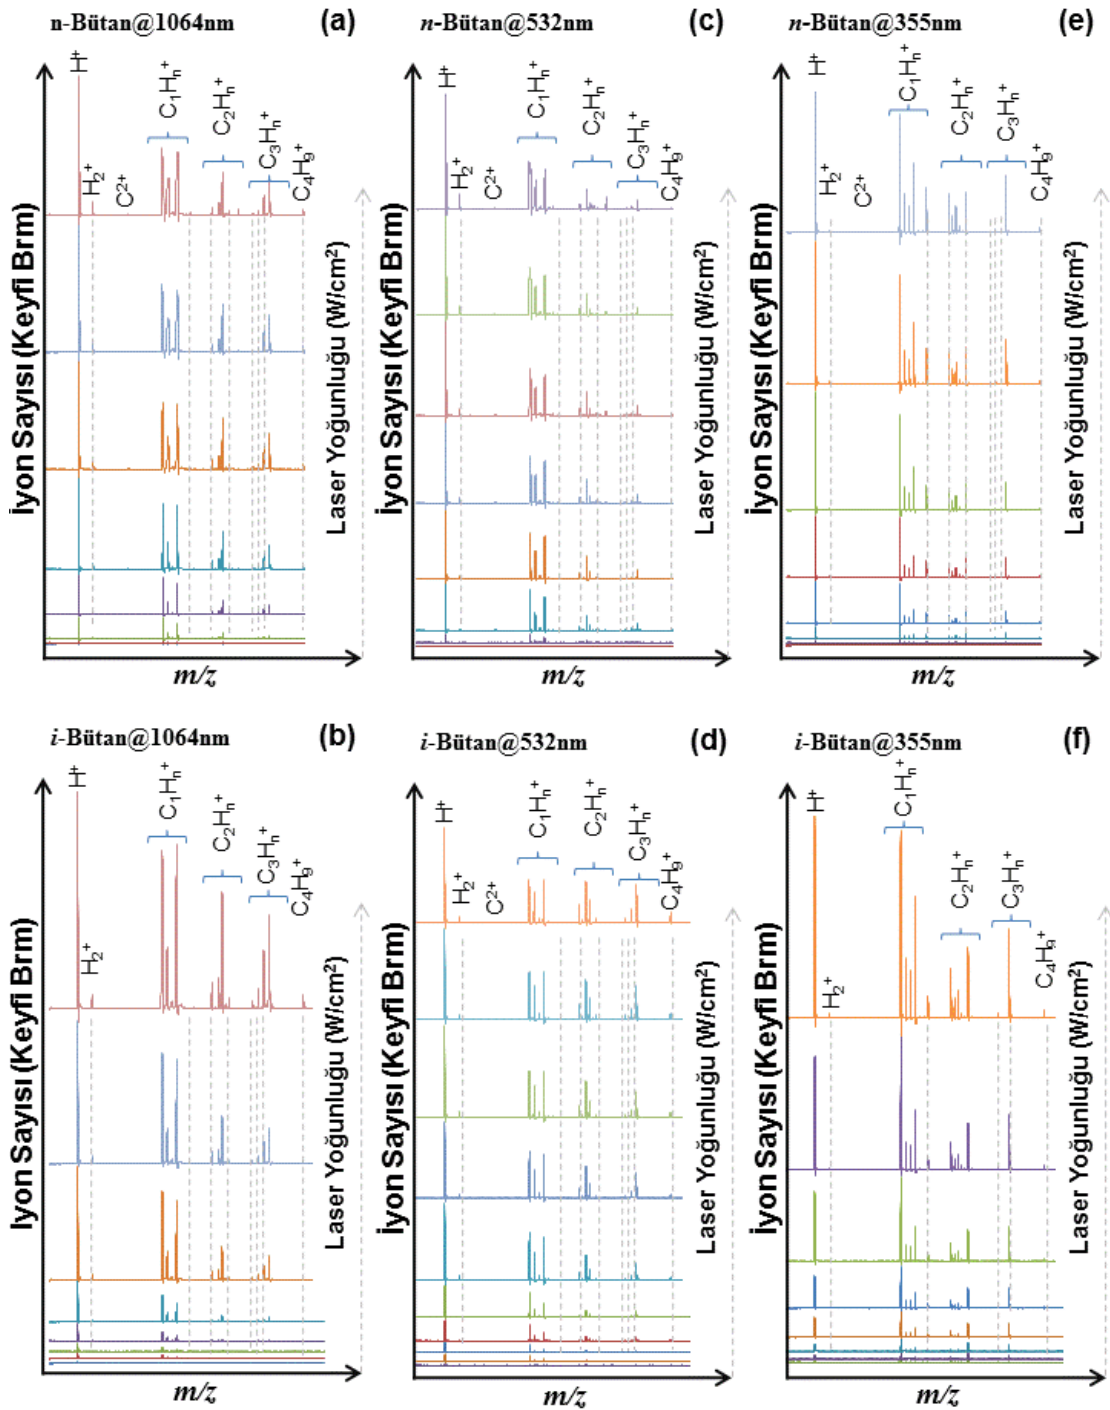 n-Bütan@1064nm
(a)
H⁺
H₂⁺
C²⁺
C₁Hₙ⁺
C₂Hₙ⁺
C₃Hₙ⁺
C₄H₉⁺
İyon Sayısı (Keyfi Brm)
Laser Yoğunluğu (W/cm²)
m/z
n-Bütan@532nm
(c)
H⁺
H₂⁺
C²⁺
C₁Hₙ⁺
C₂Hₙ⁺
C₃Hₙ⁺
C₄H₉⁺
İyon Sayısı (Keyfi Brm)
Laser Yoğunluğu (W/cm²)
m/z
n-Bütan@355nm
(e)
H⁺
H₂⁺
C²⁺
C₁Hₙ⁺
C₂Hₙ⁺
C₃Hₙ⁺
C₄H₉⁺
İyon Sayısı (Keyfi Brm)
Laser Yoğunluğu (W/cm²)
m/z
i-Bütan@1064nm
(b)
H⁺
H₂⁺
C₁Hₙ⁺
C₂Hₙ⁺
C₃Hₙ⁺
C₄H₉⁺
İyon Sayısı (Keyfi Brm)
Laser Yoğunluğu (W/cm²)
m/z
i-Bütan@532nm
(d)
H⁺
H₂⁺
C²⁺
C₁Hₙ⁺
C₂Hₙ⁺
C₃Hₙ⁺
C₄H₉⁺
İyon Sayısı (Keyfi Brm)
Laser Yoğunluğu (W/cm²)
m/z
i-Bütan@355nm
(f)
H⁺
H₂⁺
C₁Hₙ⁺
C₂Hₙ⁺
C₃Hₙ⁺
C₄H₉⁺
İyon Sayısı (Keyfi Brm)
Laser Yoğunluğu (W/cm²)
m/z